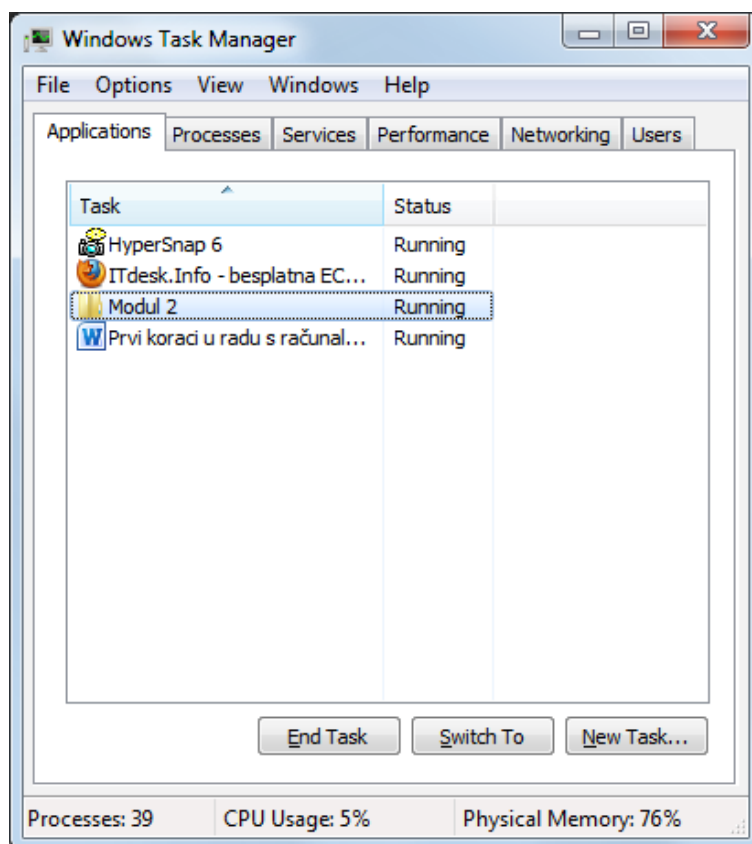 Windows Task Manager
File Options View Windows Help
Applications Processes Services Performance Networking Users
Task Status
HyperSnap 6 Running
ITdesk.Info - besplatna EC... Running
Modul 2 Running
W Prvi koraci u radu s računal... Running
End Task Switch To New Task...
Processes: 39 CPU Usage: 5% Physical Memory: 76%